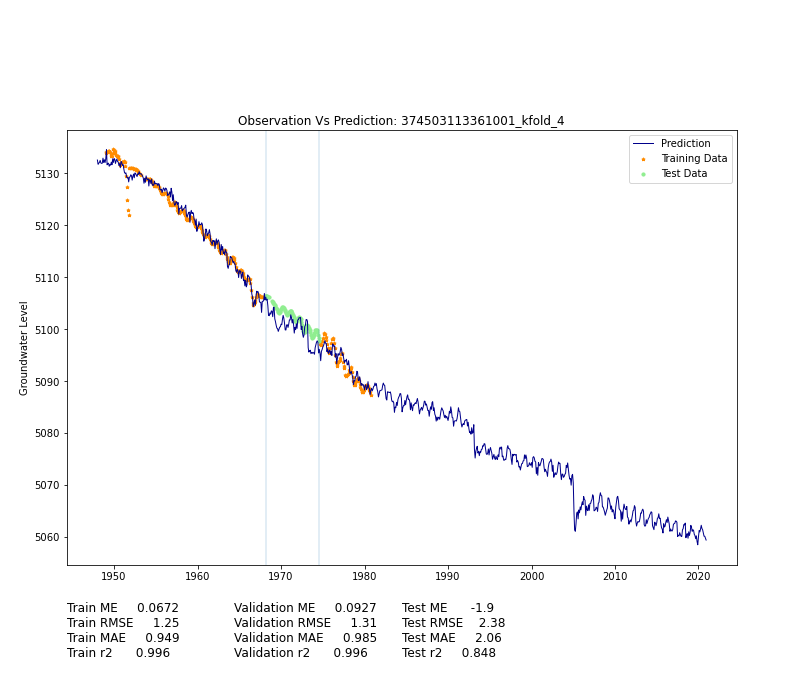 Observation Vs Prediction: 374503113361001_kfold_4
Prediction
Training Data
Test Data
Groundwater Level
5130
5120
5110
5100
5090
5080
5070
5060
1950 1960 1970 1980 1990 2000 2010 2020
Train ME 0.0672 Validation ME 0.0927 Test ME -1.9
Train RMSE 1.25 Validation RMSE 1.31 Test RMSE 2.38
Train MAE 0.949 Validation MAE 0.985 Test MAE 2.06
Train r2 0.996 Validation r2 0.996 Test r2 0.848